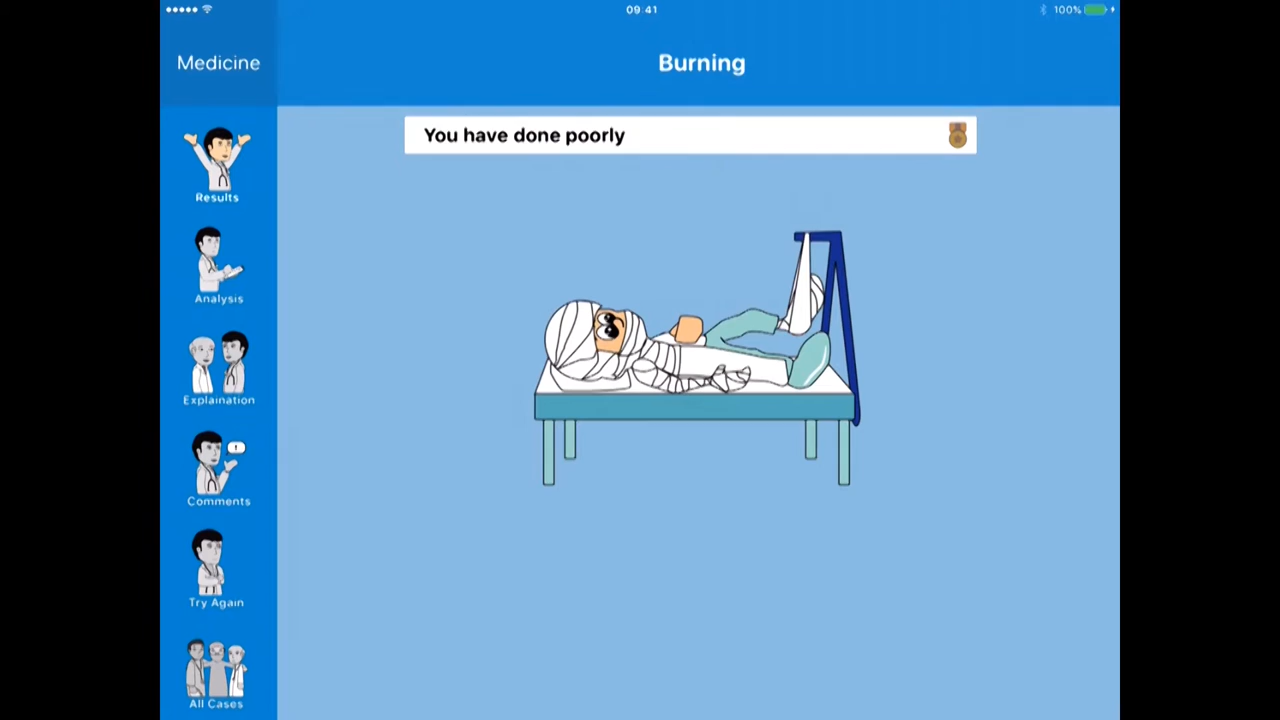 09:41
100%
Medicine
Burning
You have done poorly
Results
Analysis
Explaination
Comments
!
Try Again
All Cases